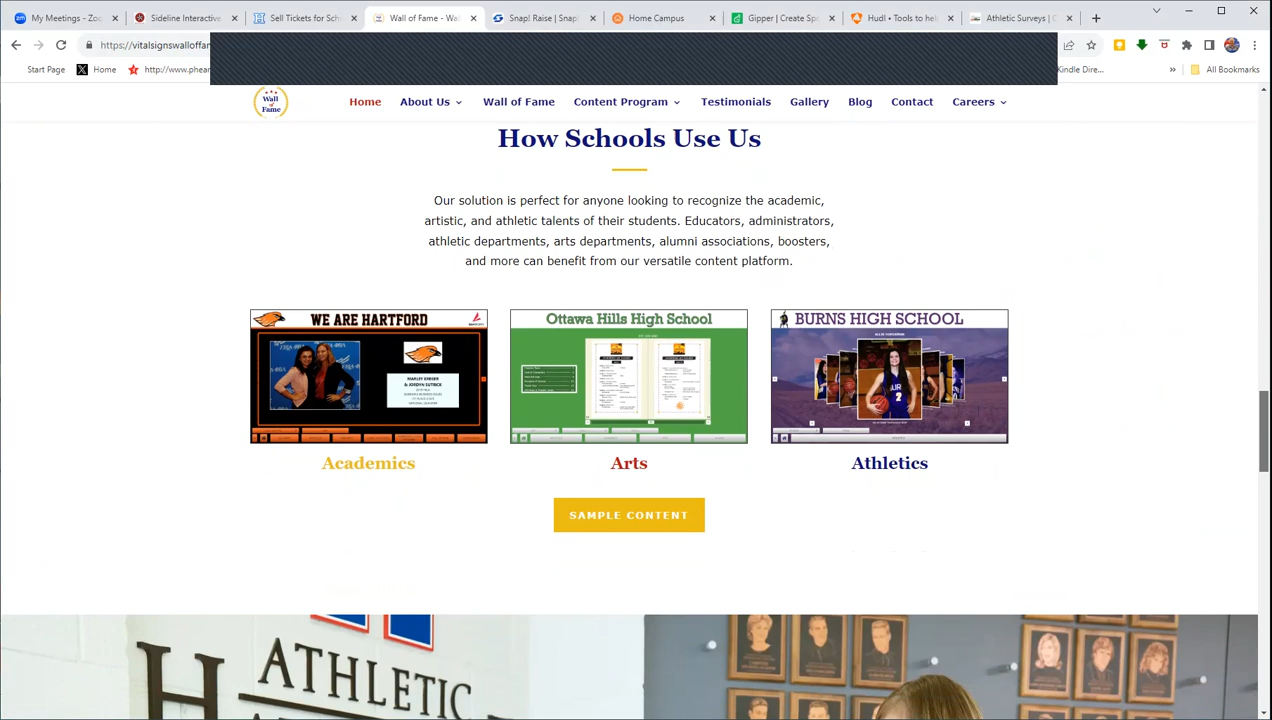 My Meetings - Zoo
Sideline Interactive
Sell Tickets for Sch
Wall of Fame - Wa
Snap! Raise | Snap!
Home Campus
Gipper | Create Spo
Hudl • Tools to help
Athletic Surveys | C
https://vitalsignswalloffam
Start Page
Home
http://www.phear
Kindle Dire...
»
All Bookmarks
Wall of Fame
Home
About Us
Wall of Fame
Content Program
Testimonials
Gallery
Blog
Contact
Careers
How Schools Use Us
Our solution is perfect for anyone looking to recognize the academic,
artistic, and athletic talents of their students. Educators, administrators,
athletic departments, arts departments, alumni associations, boosters,
and more can benefit from our versatile content platform.
WE ARE HARTFORD
Ottawa Hills High School
BURNS HIGH SCHOOL
Academics
Arts
Athletics
SAMPLE CONTENT
H ATHLETIC